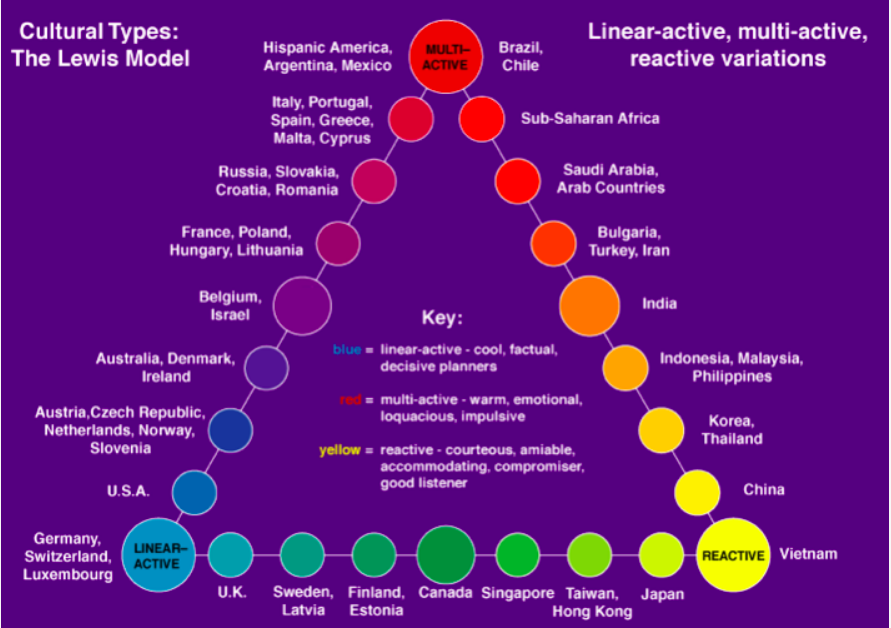 Cultural Types:
The Lewis Model
Linear-active, multi-active,
reactive variations
Hispanic America,
Argentina, Mexico
MULTI-
ACTIVE
Brazil,
Chile
Italy, Portugal,
Spain, Greece,
Malta, Cyprus
Sub-Saharan Africa
Russia, Slovakia,
Croatia, Romania
Saudi Arabia,
Arab Countries
France, Poland,
Hungary, Lithuania
Bulgaria,
Turkey, Iran
Belgium,
Israel
India
Key:
blue = linear-active - cool, factual,
decisive planners
red = multi-active - warm, emotional,
loquacious, impulsive
yellow = reactive - courteous, amiable,
accommodating, compromiser,
good listener
Australia, Denmark,
Ireland
Indonesia, Malaysia,
Philippines
Austria,Czech Republic,
Netherlands, Norway,
Slovenia
Korea,
Thailand
U.S.A.
China
Germany,
Switzerland,
Luxembourg
LINEAR-
ACTIVE
REACTIVE
Vietnam
U.K.
Sweden,
Latvia
Finland,
Estonia
Canada
Singapore
Taiwan,
Hong Kong
Japan